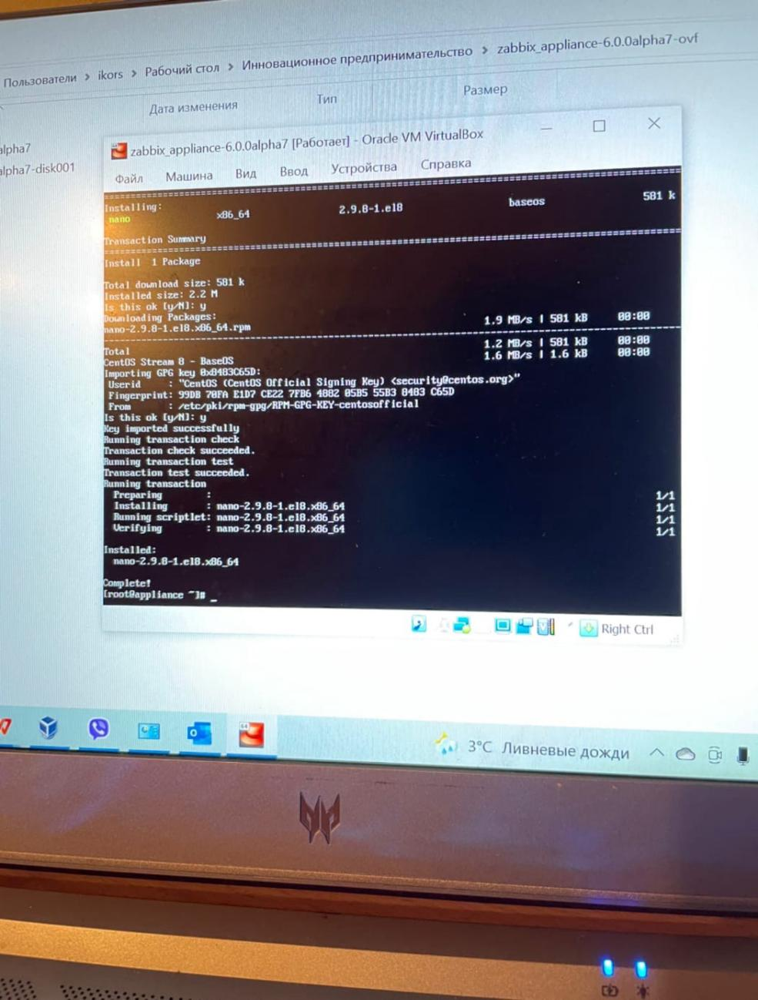 Пользователи > ikors > Рабочий стол > Инновационное предпринимательство > zabbix_appliance-6.0.0alpha7-ovf
Дата изменения Тип Размер
alpha7
alpha7-disk001
zabbix_appliance-6.0.0alpha7 [Работает] - Oracle VM VirtualBox
Файл Машина Вид Ввод Устройства Справка
Installing:
nano x86_64 2.9.8-1.el8 baseos 581 k
Transaction Summary
Install 1 Package
Total download size: 581 k
Installed size: 2.2 M
Is this ok [y/N]: y
Downloading Packages:
nano-2.9.8-1.el8.x86_64.rpm 1.9 MB/s | 581 kB 00:00
Total 1.2 MB/s | 581 kB 00:00
CentOS Stream 8 - BaseOS 1.6 MB/s | 1.6 kB 00:00
Importing GPG key 0x8483C65D:
Userid : "CentOS (CentOS Official Signing Key) <security@centos.org>"
Fingerprint: 99DB 70FA E1D7 CE22 7FB6 4882 05B5 55B3 8483 C65D
From : /etc/pki/rpm-gpg/RPM-GPG-KEY-centosofficial
Is this ok [y/N]: y
Key imported successfully
Running transaction check
Transaction check succeeded.
Running transaction test
Transaction test succeeded.
Running transaction
Preparing : 1/1
Installing : nano-2.9.8-1.el8.x86_64 1/1
Running scriptlet: nano-2.9.8-1.el8.x86_64 1/1
Verifying : nano-2.9.8-1.el8.x86_64 1/1
Installed:
nano-2.9.8-1.el8.x86_64
Complete!
[root@appliance ~]# _
Right Ctrl
3°C Ливневые дожди